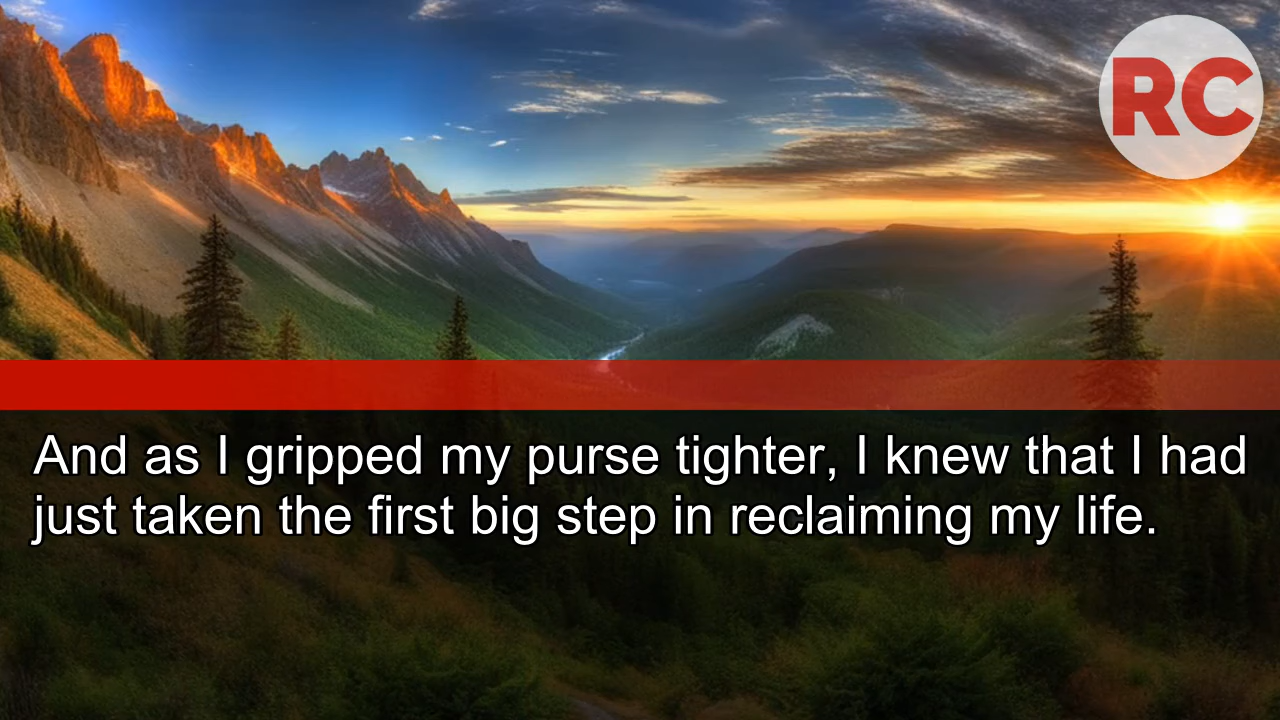 RC
And as I gripped my purse tighter, I knew that I had
just taken the first big step in reclaiming my life.